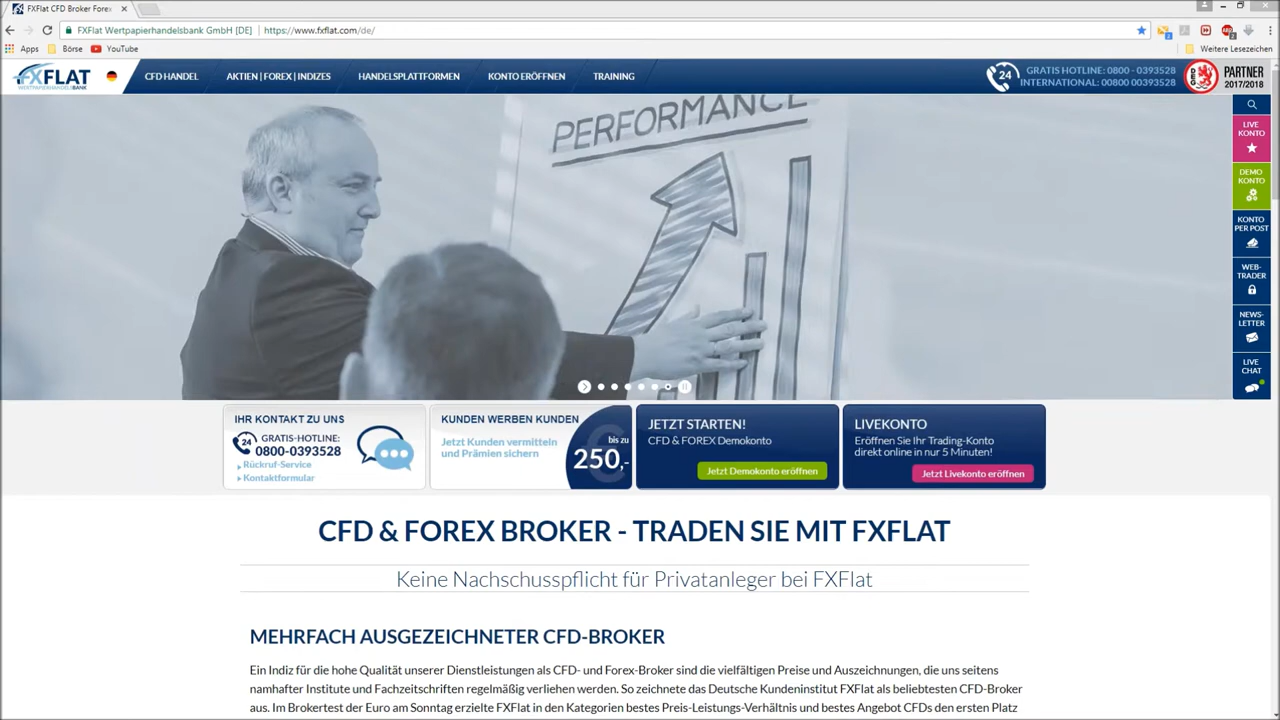 FXFlat CFD Broker Forex
FXFlat Wertpapierhandelsbank GmbH [DE] https://www.fxflat.com/de/
Apps Börse YouTube Weitere Lesezeichen
FXFLAT
WERTPAPIERHANDELSBANK
CFD HANDEL AKTIEN | FOREX | INDIZES HANDELSPLATTFORMEN KONTO ERÖFFNEN TRAINING
24
GRATIS HOTLINE: 0800 - 0393528
INTERNATIONAL: 00800 00393528
DEG
PARTNER
2017/2018
PERFORMANCE
LIVE
KONTO
DEMO
KONTO
KONTO
PER POST
WEB-
TRADER
NEWS-
LETTER
LIVE
CHAT
IHR KONTAKT ZU UNS
24
GRATIS-HOTLINE:
0800-0393528
Rückruf-Service
Kontaktformular
KUNDEN WERBEN KUNDEN
Jetzt Kunden vermitteln
und Prämien sichern
bis zu
250,-
JETZT STARTEN!
CFD & FOREX Demokonto
Jetzt Demokonto eröffnen
LIVEKONTO
Eröffnen Sie Ihr Trading-Konto
direkt online in nur 5 Minuten!
Jetzt Livekonto eröffnen
CFD & FOREX BROKER - TRADEN SIE MIT FXFLAT
Keine Nachschusspflicht für Privatanleger bei FXFlat
MEHRFACH AUSGEZEICHNETER CFD-BROKER
Ein Indiz für die hohe Qualität unserer Dienstleistungen als CFD- und Forex-Broker sind die vielfältigen Preise und Auszeichnungen, die uns seitens
namhafter Institute und Fachzeitschriften regelmäßig verliehen werden. So zeichnete das Deutsche Kundeninstitut FXFlat als beliebtesten CFD-Broker
aus. Im Brokertest der Euro am Sonntag erzielte FXFlat in den Kategorien bestes Preis-Leistungs-Verhältnis und bestes Angebot CFDs den ersten Platz